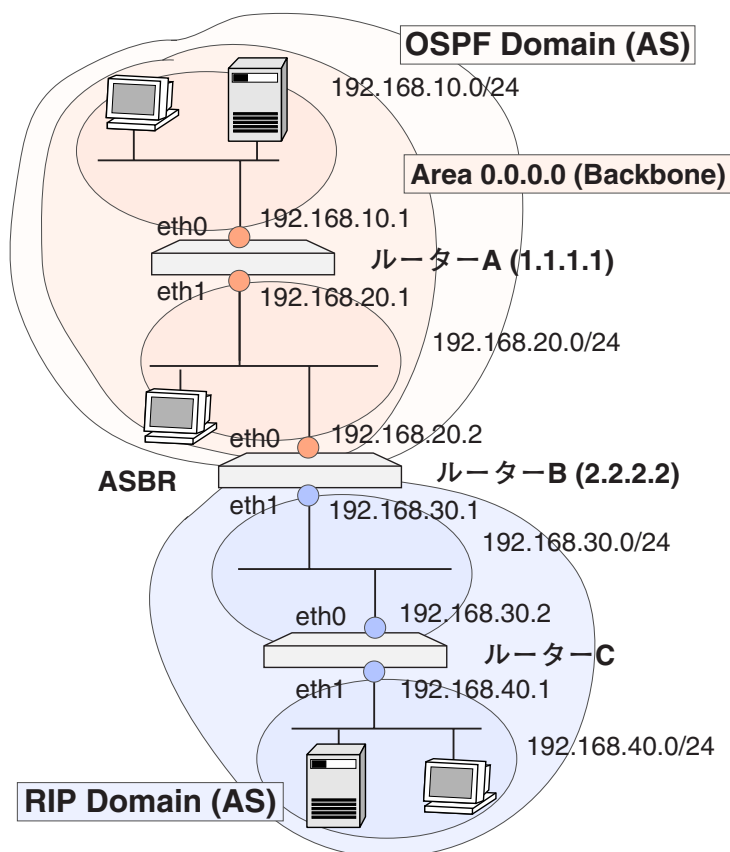 OSPF Domain (AS)
192.168.10.0/24
Area 0.0.0.0 (Backbone)
eth0
192.168.10.1
ルーターA (1.1.1.1)
eth1
192.168.20.1
192.168.20.0/24
eth0
192.168.20.2
ASBR
ルーターB (2.2.2.2)
eth1
192.168.30.1
192.168.30.0/24
eth0
192.168.30.2
ルーターC
eth1
192.168.40.1
192.168.40.0/24
RIP Domain (AS)